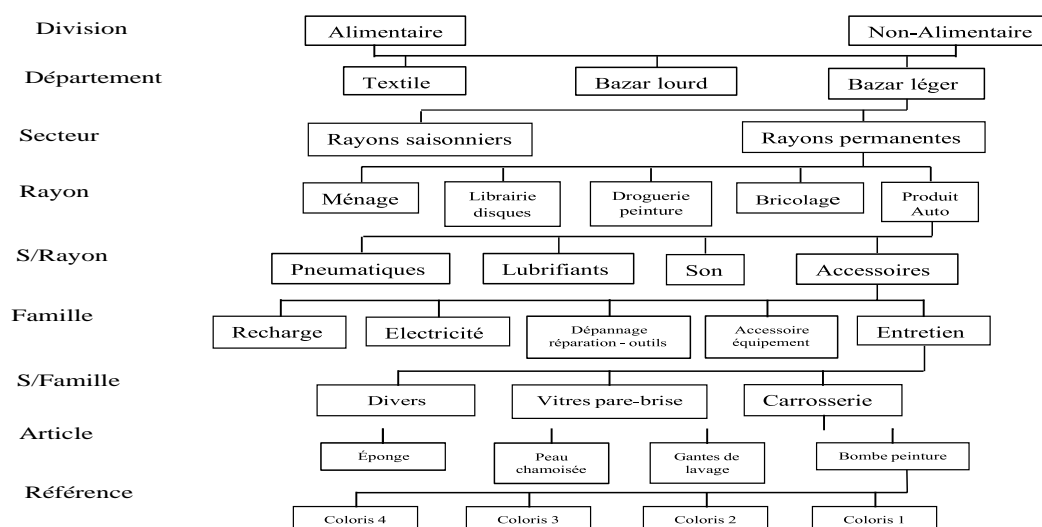 Division
Alimentaire
Non-Alimentaire
Département
Textile
Bazar lourd
Bazar léger
Secteur
Rayons saisonniers
Rayons permanentes
Rayon
Ménage
Librairie
disques
Droguerie
peinture
Bricolage
Produit
Auto
S/Rayon
Pneumatiques
Lubrifiants
Son
Accessoires
Famille
Recharge
Electricité
Dépannage
réparation - outils
Accessoire
équipement
Entretien
S/Famille
Divers
Vitres pare-brise
Carrosserie
Article
Éponge
Peau
chamoisée
Gantes de
lavage
Bombe peinture
Référence
Coloris 4
Coloris 3
Coloris 2
Coloris 1